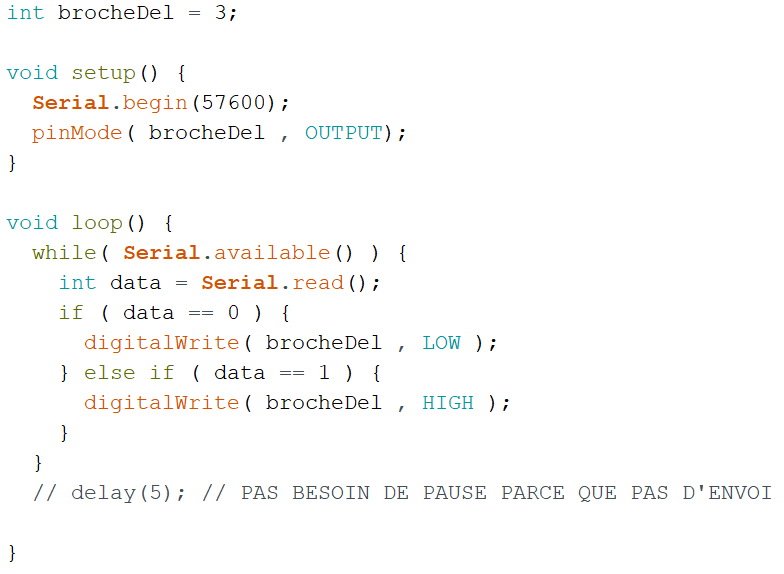 int brocheDel = 3;
void setup() {
Serial.begin(57600);
pinMode( brocheDel , OUTPUT);
}
void loop() {
while( Serial.available() ) {
int data = Serial.read();
if ( data == 0 ) {
digitalWrite( brocheDel , LOW );
} else if ( data == 1 ) {
digitalWrite( brocheDel , HIGH );
}
}
// delay(5); // PAS BESOIN DE PAUSE PARCE QUE PAS D'ENVOI
}